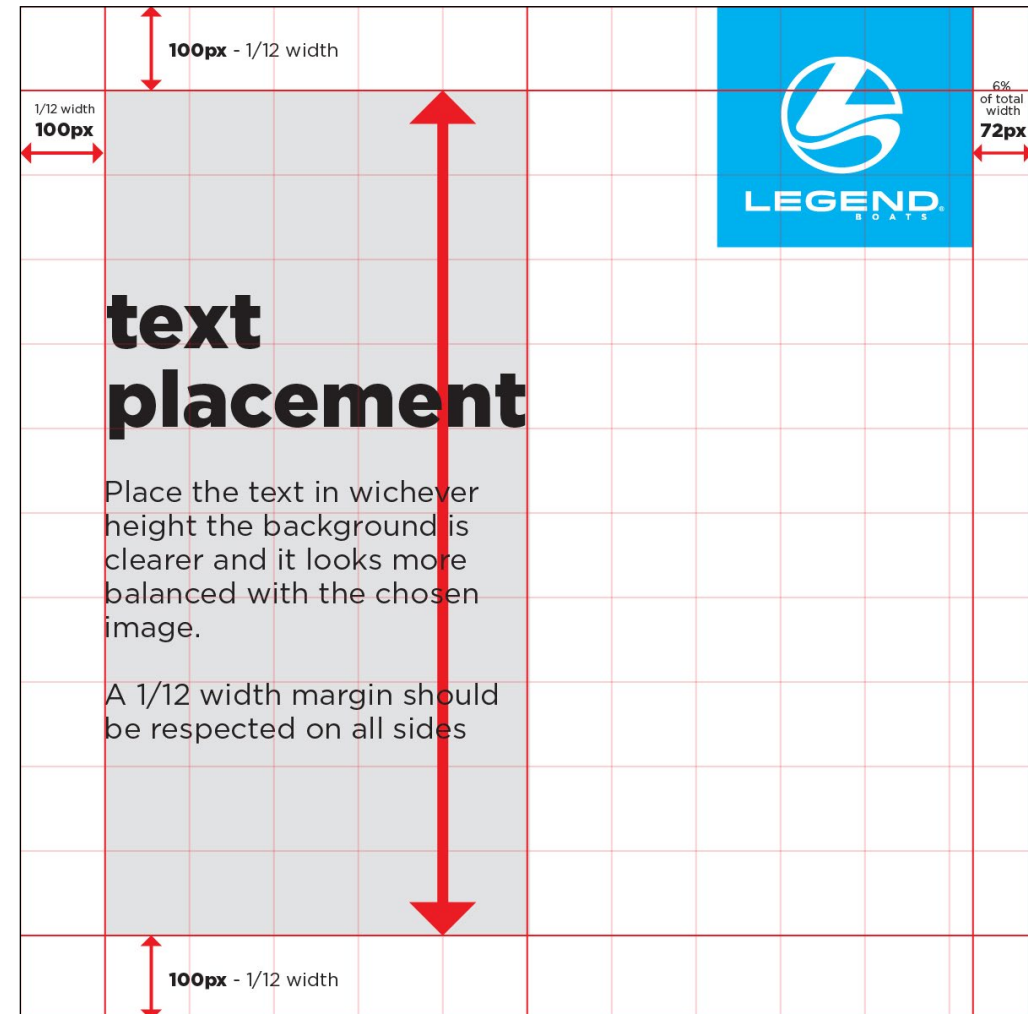 100px - 1/12 width
1/12 width
100px
6%
of total
width
72px
LEGEND®
BOATS
text
placement
Place the text in wichever
height the background is
clearer and it looks more
balanced with the chosen
image.
A 1/12 width margin should
be respected on all sides
100px - 1/12 width